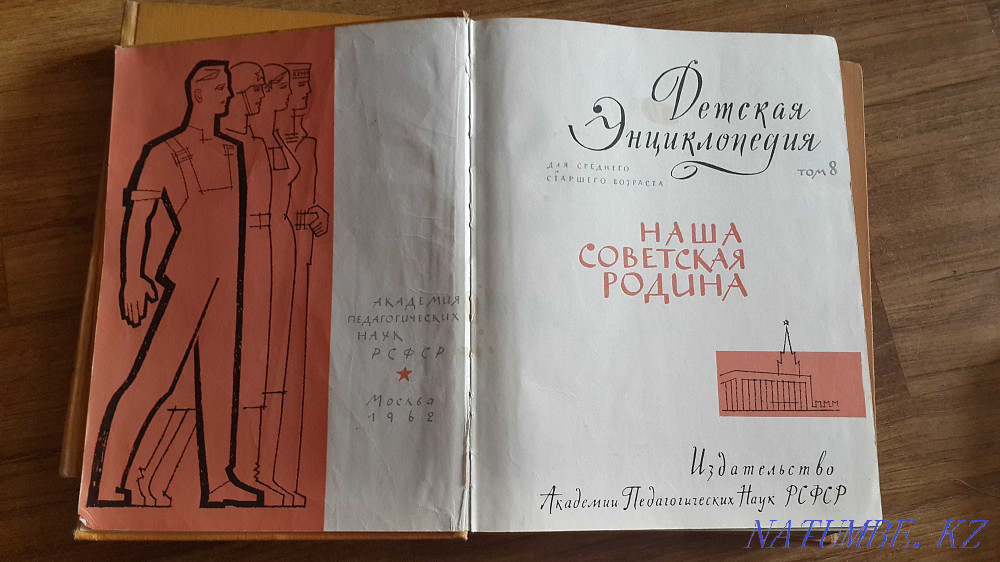 АКАДЕМИЯ
ПЕДАГОГИЧЕСКИХ
НАУК
РСФСР
Москва
1962
Детская
Энциклопедия
ДЛЯ СРЕДНЕГО
И
СТАРШЕГО ВОЗРАСТА
ТОМ 8
НАША
СОВЕТСКАЯ
РОДИНА
Издательство
Академии Педагогических Наук РСФСР
NATUMBE.KZ